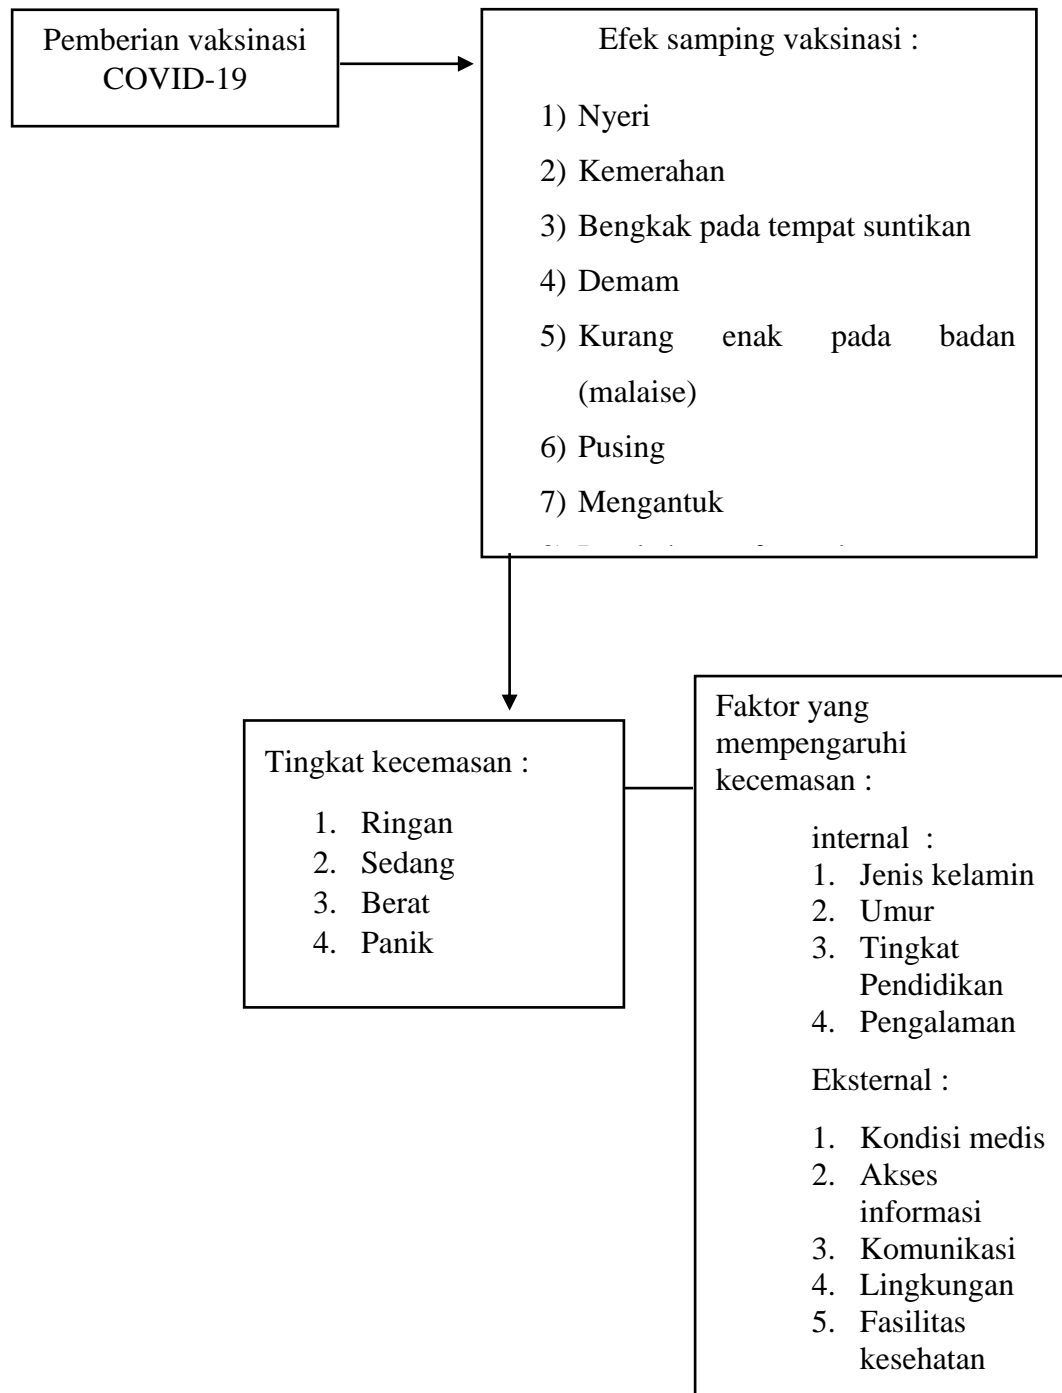 Pemberian vaksinasi
COVID-19
Efek samping vaksinasi :
1) Nyeri
2) Kemerahan
3) Bengkak pada tempat suntikan
4) Demam
5) Kurang enak pada badan
(malaise)
6) Pusing
7) Mengantuk
Tingkat kecemasan :
1. Ringan
2. Sedang
3. Berat
4. Panik
Faktor yang
mempengaruhi
kecemasan :
internal :
1. Jenis kelamin
2. Umur
3. Tingkat
Pendidikan
4. Pengalaman
Eksternal :
1. Kondisi medis
2. Akses
informasi
3. Komunikasi
4. Lingkungan
5. Fasilitas
kesehatan